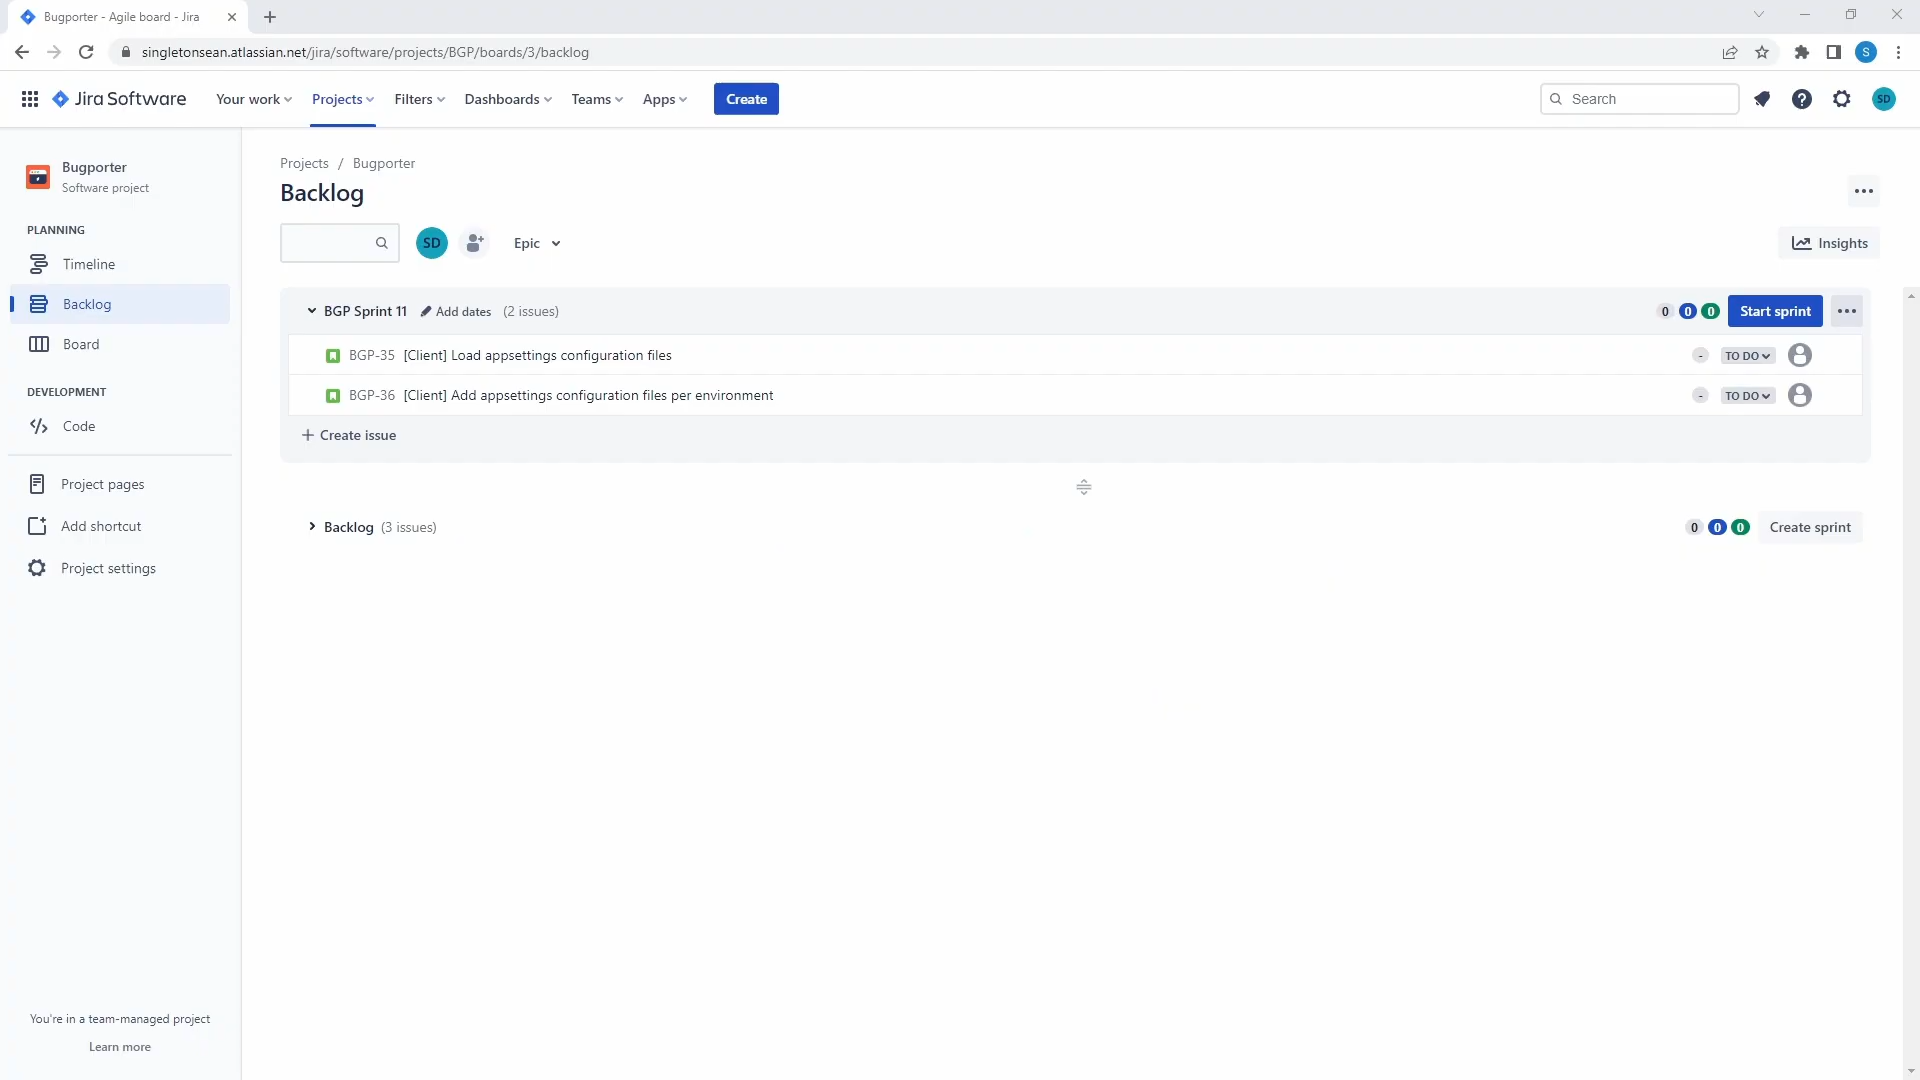 Bugporter - Agile board - Jira
singletonsean.atlassian.net/jira/software/projects/BGP/boards/3/backlog
S
Jira Software Your work Projects Filters Dashboards Teams Apps Create Search SD
Bugporter
Software project
PLANNING
Timeline
Backlog
Board
DEVELOPMENT
Code
Project pages
Add shortcut
Project settings
You're in a team-managed project
Learn more
Projects / Bugporter
Backlog
SD Epic Insights
BGP Sprint 11 Add dates (2 issues) 0 0 0 Start sprint
BGP-35 [Client] Load appsettings configuration files - TO DO
BGP-36 [Client] Add appsettings configuration files per environment - TO DO
+ Create issue
Backlog (3 issues) 0 0 0 Create sprint